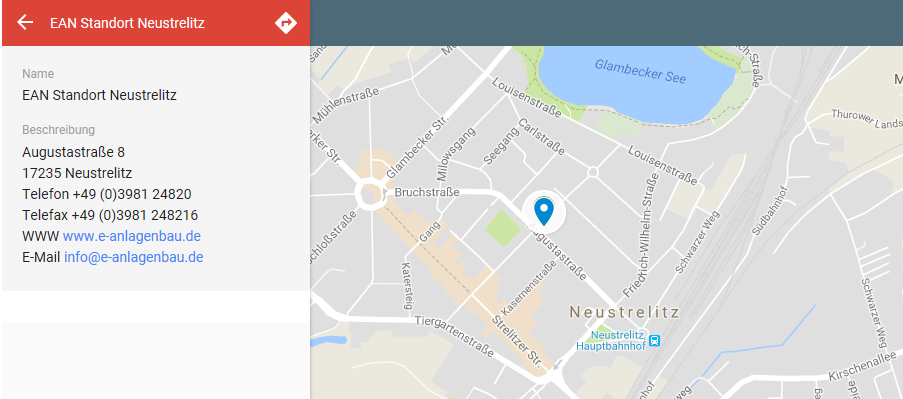 EAN Standort Neustrelitz
Name
EAN Standort Neustrelitz
Beschreibung
Augustastraße 8
17235 Neustrelitz
Telefon +49 (0)3981 24820
Telefax +49 (0)3981 248216
WWW www.e-anlagenbau.de
E-Mail info@e-anlagenbau.de
Glambecker See
Mühlenstraße
Louisenstraße
Carlstraße
Seegang
Milowsgang
Glambecker Str.
Louisenstraße
Thurower Lands
Bruchstraße
Gang
Augustastraße
Friedrich-Wilhelm-Straße
Schwarzer Weg
Südbahnhof
Katersteig
Kasernenstraße
Schwarzer Weg
Neustrelitz
Tiergartenstraße
Strelitzer Str.
Neustrelitz,
Hauptbahnhof
Kirschenallee